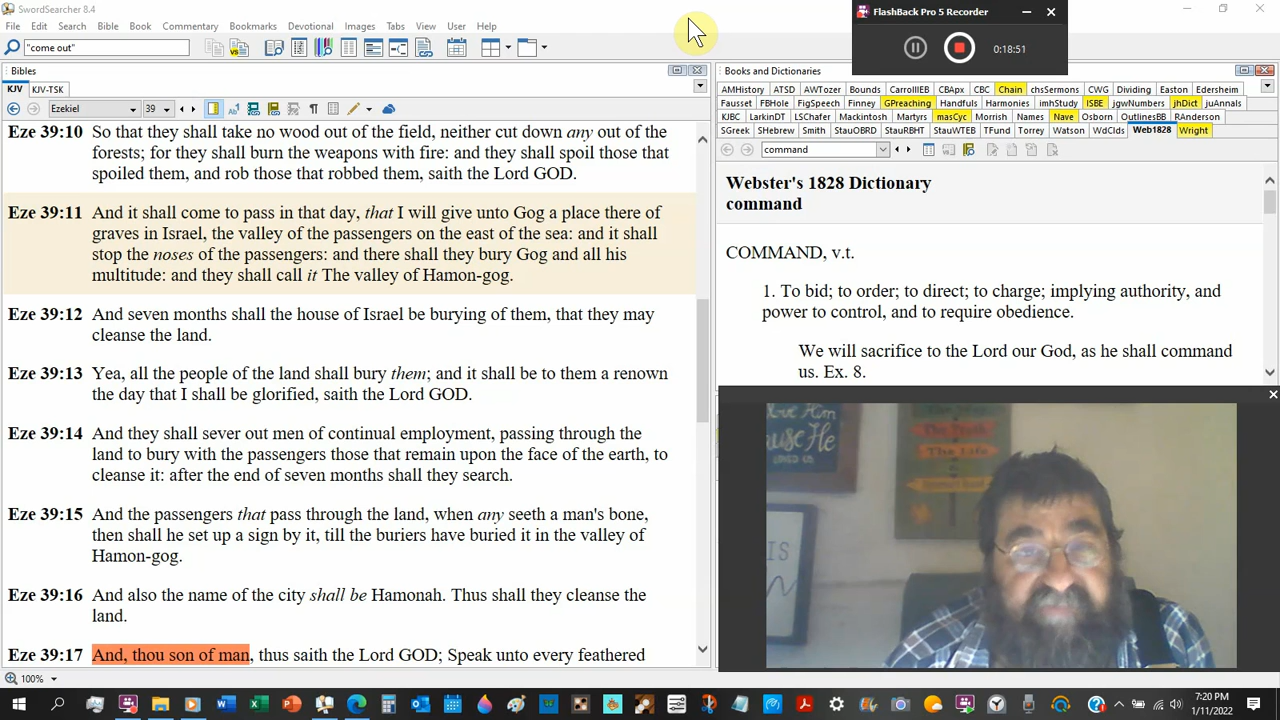 SwordSearcher 8.4
File Edit Search Bible Book Commentary Bookmarks Devotional Images Tabs View User Help
"come out"
FlashBack Pro 5 Recorder
0:18:51
Bibles
KJV KJV-TSK
Ezekiel 39
Eze 39:10 So that they shall take no wood out of the field, neither cut down any out of the
forests; for they shall burn the weapons with fire: and they shall spoil those that
spoiled them, and rob those that robbed them, saith the Lord GOD.
Eze 39:11 And it shall come to pass in that day, that I will give unto Gog a place there of
graves in Israel, the valley of the passengers on the east of the sea: and it shall
stop the noses of the passengers: and there shall they bury Gog and all his
multitude: and they shall call it The valley of Hamon-gog.
Eze 39:12 And seven months shall the house of Israel be burying of them, that they may
cleanse the land.
Eze 39:13 Yea, all the people of the land shall bury them; and it shall be to them a renown
the day that I shall be glorified, saith the Lord GOD.
Eze 39:14 And they shall sever out men of continual employment, passing through the
land to bury with the passengers those that remain upon the face of the earth, to
cleanse it: after the end of seven months shall they search.
Eze 39:15 And the passengers that pass through the land, when any seeth a man's bone,
then shall he set up a sign by it, till the buriers have buried it in the valley of
Hamon-gog.
Eze 39:16 And also the name of the city shall be Hamonah. Thus shall they cleanse the
land.
Eze 39:17 And, thou son of man, thus saith the Lord GOD; Speak unto every feathered
100%
Books and Dictionaries
AMHistory ATSD AWTozer Bounds CarrollEB CBApx CBC Chain chsSermons CWG Dividing Easton Edersheim
Fausset FBHole FigSpeech Finney GPreaching Handfuls Harmonies imhStudy ISBE jgwNumbers jhDict juAnnals
KJBC LarkinDT LSChafer Mackintosh Martyrs masCyc Morrish Names Nave Osborn OutlinesBB RAnderson
SGreek SHebrew Smith StauOBRD StauRBHT StauWTEB TFund Torrey Watson WdClds Web1828 Wright
command
Webster's 1828 Dictionary
command
COMMAND, v.t.
1. To bid; to order; to direct; to charge; implying authority, and
power to control, and to require obedience.
We will sacrifice to the Lord our God, as he shall command
us. Ex. 8.
Love Him
cause He
LOVED US
The Truth
The Life
7:20 PM
1/11/2022